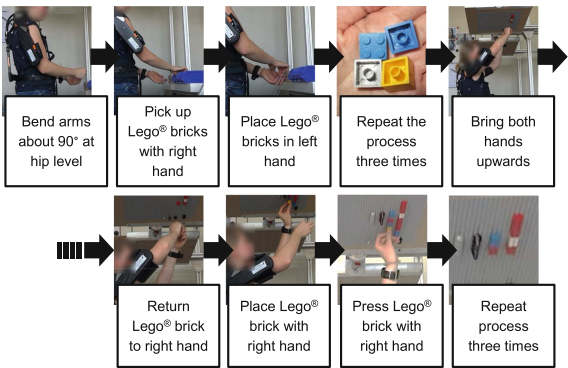 Bend arms
about 90° at
hip level
Pick up
Lego® bricks
with right
hand
Place Lego®
bricks in left
hand
Repeat the
process
three times
Bring both
hands
upwards
Return
Lego® brick
to right hand
Place Lego®
brick with
right hand
Press Lego®
brick with
right hand
Repeat
process
three times